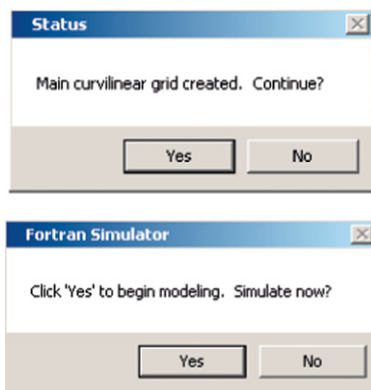 Status
Main curvilinear grid created. Continue?
Yes No
Fortran Simulator
Click 'Yes' to begin modeling. Simulate now?
Yes No